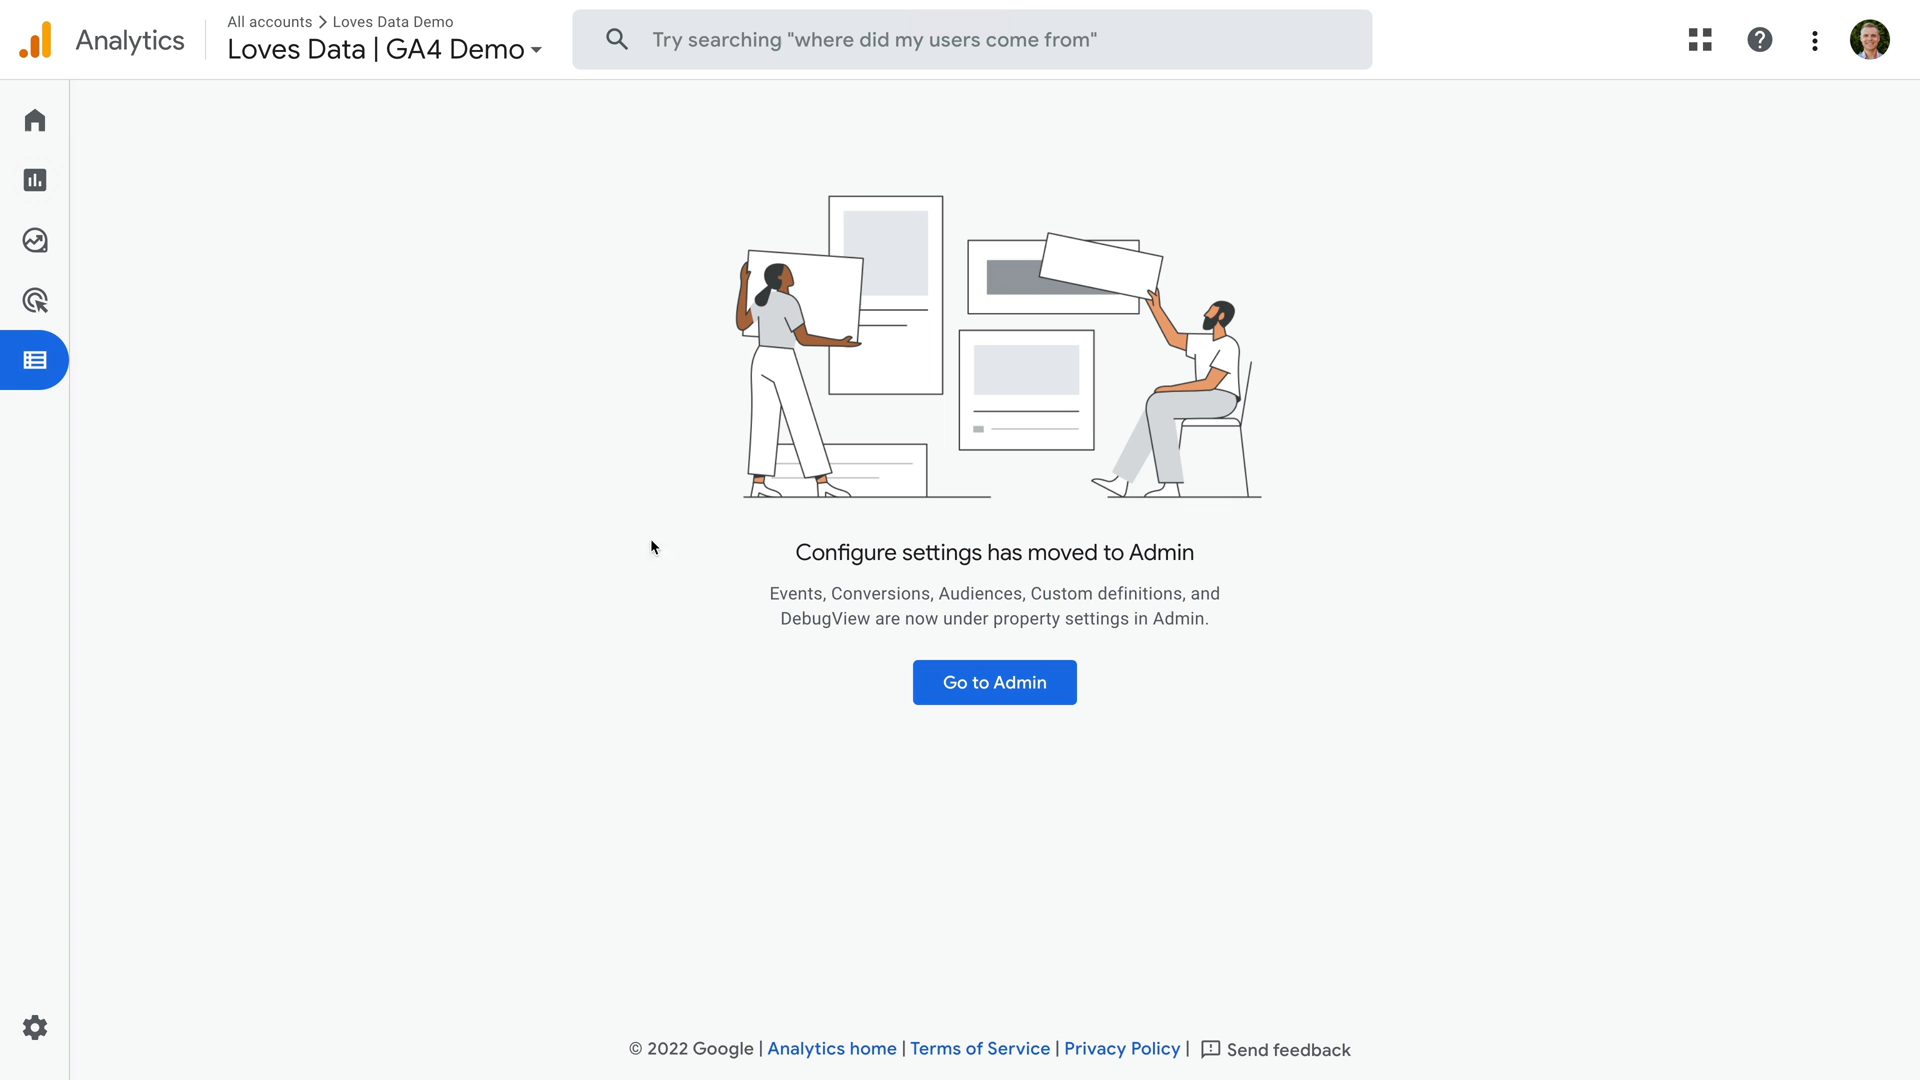 Analytics
All accounts > Loves Data Demo
Loves Data | GA4 Demo
Try searching "where did my users come from"
Configure settings has moved to Admin
Events, Conversions, Audiences, Custom definitions, and
DebugView are now under property settings in Admin.
Go to Admin
© 2022 Google | Analytics home | Terms of Service | Privacy Policy | Send feedback